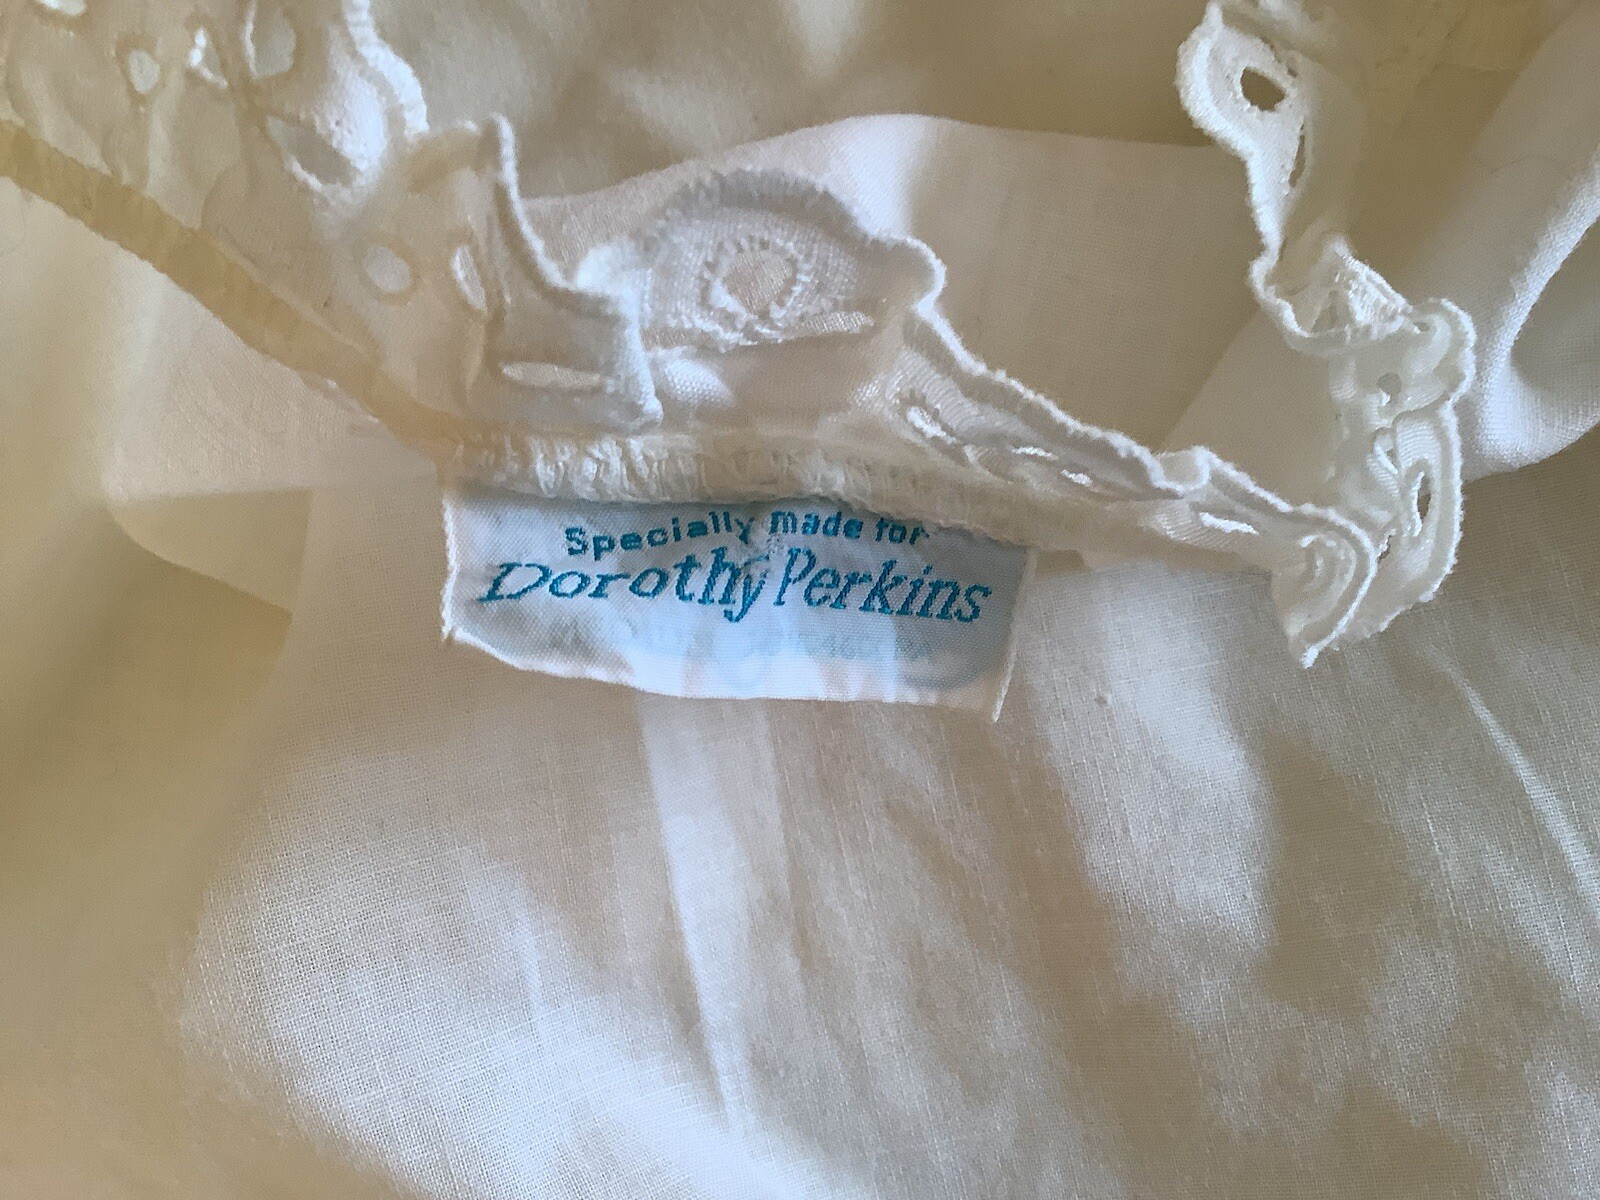 Specially made for
Dorothy Perkins